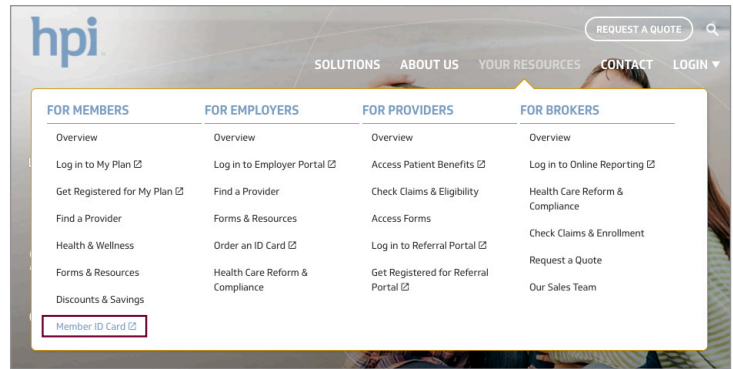 hpi
REQUEST A QUOTE
SOLUTIONS ABOUT US YOUR RESOURCES CONTACT LOGIN
FOR MEMBERS
Overview
Log in to My Plan
Get Registered for My Plan
Find a Provider
Health & Wellness
Forms & Resources
Discounts & Savings
Member ID Card
FOR EMPLOYERS
Overview
Log in to Employer Portal
Find a Provider
Forms & Resources
Order an ID Card
Health Care Reform &
Compliance
FOR PROVIDERS
Overview
Access Patient Benefits
Check Claims & Eligibility
Access Forms
Log in to Referral Portal
Get Registered for Referral
Portal
FOR BROKERS
Overview
Log in to Online Reporting
Health Care Reform &
Compliance
Check Claims & Enrollment
Request a Quote
Our Sales Team